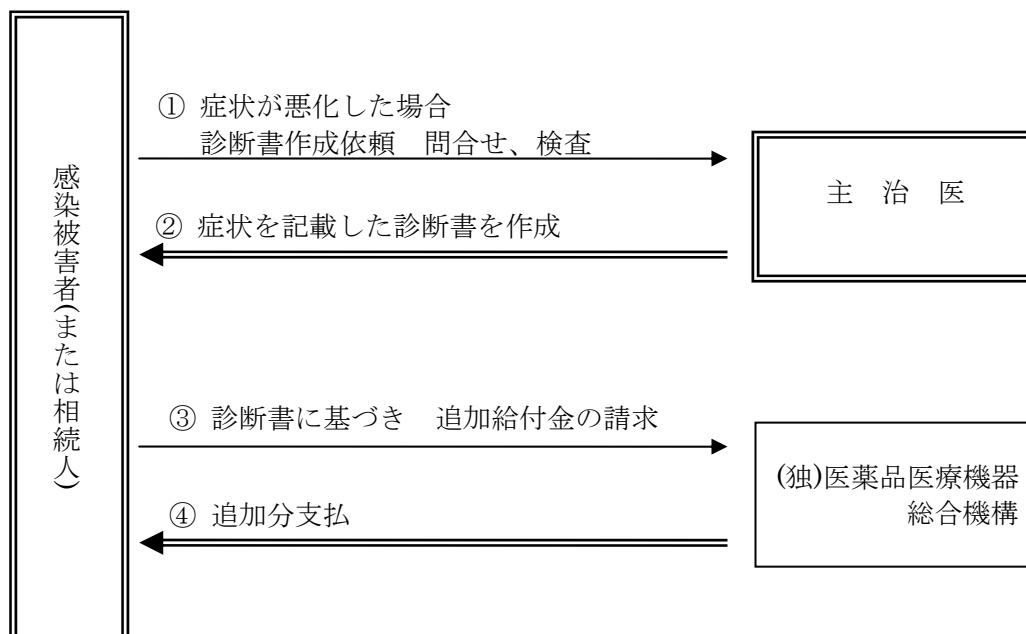 感染被害者(または相続人)
① 症状が悪化した場合
診断書作成依頼　問合せ、検査
主　治　医
② 症状を記載した診断書を作成
③ 診断書に基づき　追加給付金の請求
(独)医薬品医療機器
総合機構
④ 追加分支払